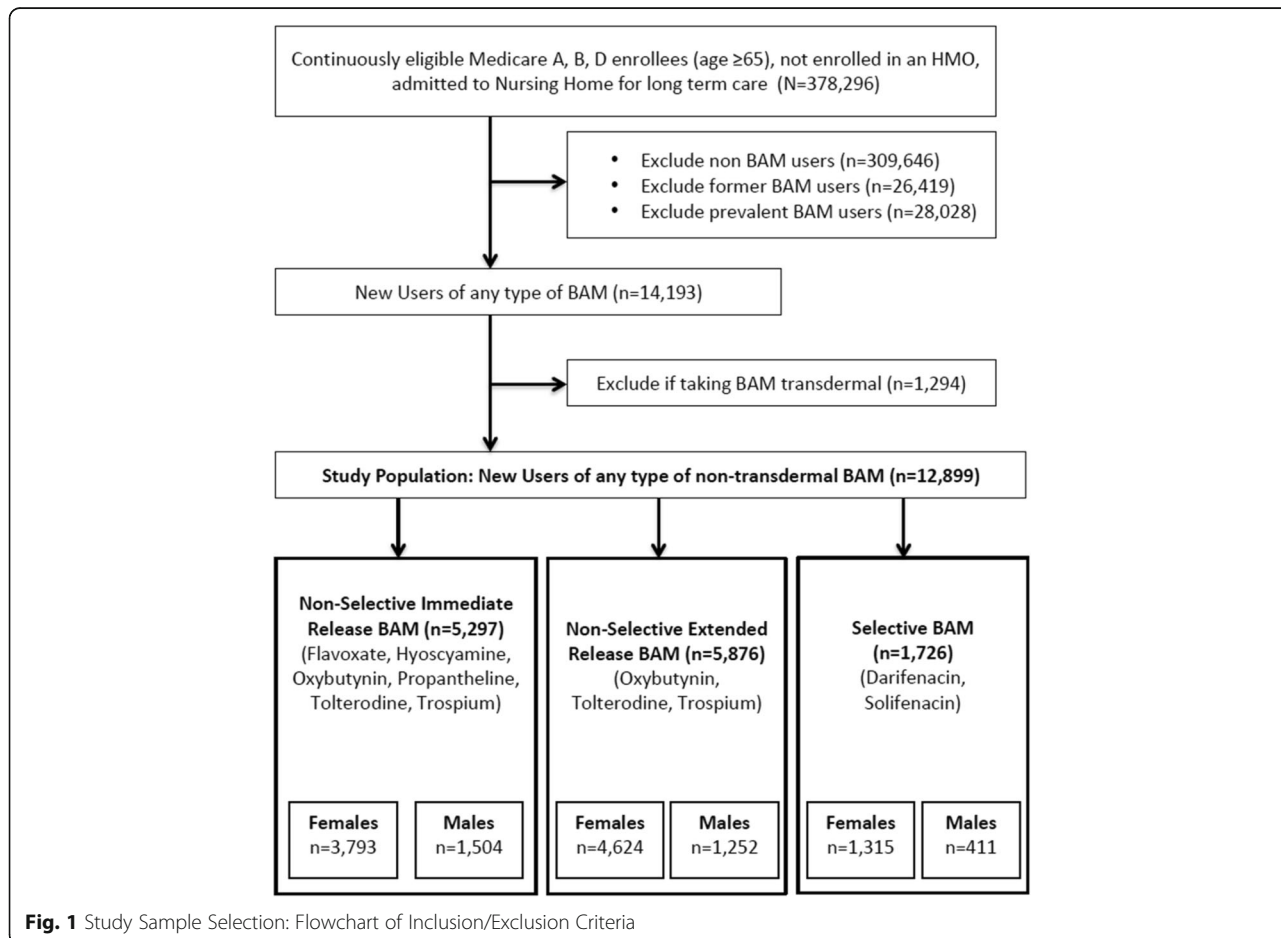 Continuously eligible Medicare A, B, D enrollees (age ≥65), not enrolled in an HMO,
admitted to Nursing Home for long term care (N=378,296)
• Exclude non BAM users (n=309,646)
• Exclude former BAM users (n=26,419)
• Exclude prevalent BAM users (n=28,028)
New Users of any type of BAM (n=14,193)
Exclude if taking BAM transdermal (n=1,294)
Study Population: New Users of any type of non-transdermal BAM (n=12,899)
Non-Selective Immediate
Release BAM (n=5,297)
(Flavoxate, Hyoscyamine,
Oxybutynin, Propantheline,
Tolterodine, Trospium)
Females
n=3,793
Males
n=1,504
Non-Selective Extended
Release BAM (n=5,876)
(Oxybutynin,
Tolterodine, Trospium)
Females
n=4,624
Males
n=1,252
Selective BAM
(n=1,726)
(Darifenacin,
Solifenacin)
Females
n=1,315
Males
n=411
Fig. 1 Study Sample Selection: Flowchart of Inclusion/Exclusion Criteria